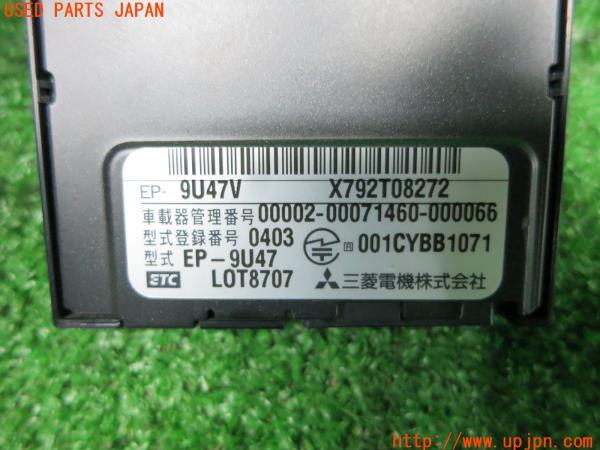 USED PARTS JAPAN
EP- 9U47V X792T08272
車載器管理番号 00002-00071460-000066
型式登録番号 0403 R 001CYBB1071
型式 EP-9U47
ETC LOT8707 三菱電機株式会社
http://www.upjpn.com/